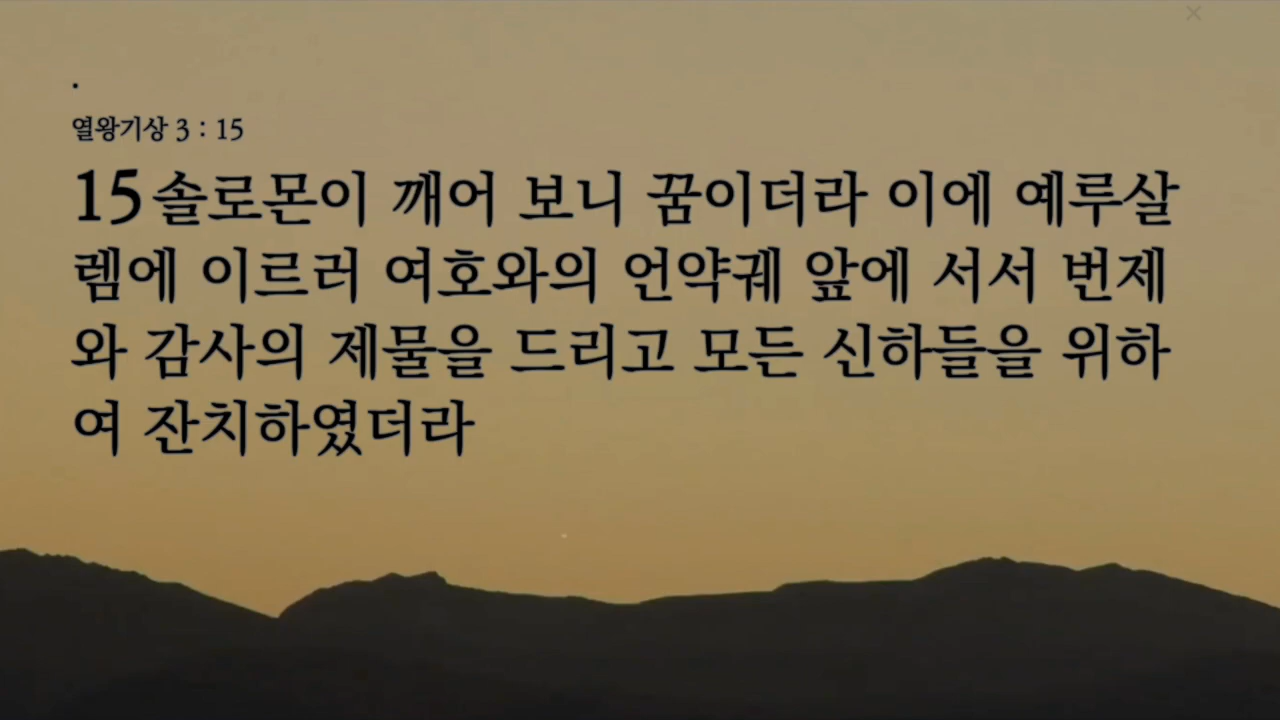 .
열왕기상 3 : 15
15 솔로몬이 깨어 보니 꿈이더라 이에 예루살
렘에 이르러 여호와의 언약궤 앞에 서서 번제
와 감사의 제물을 드리고 모든 신하들을 위하
여 잔치하였더라